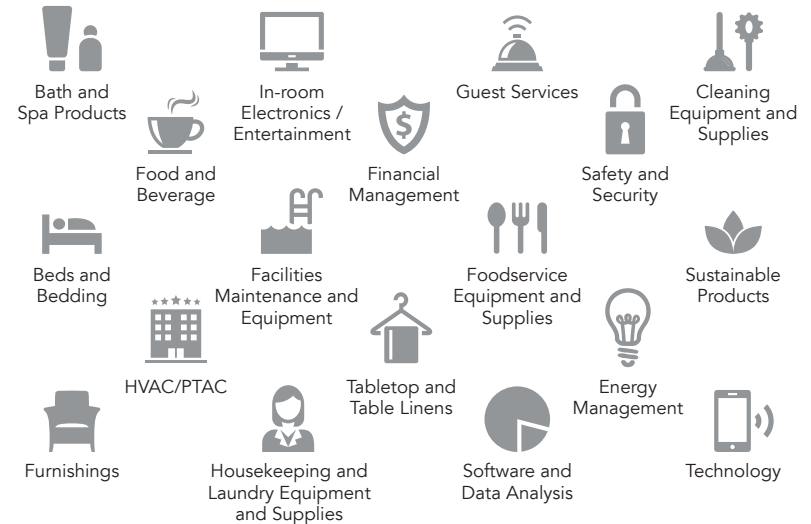 Bath and
Spa Products
In-room
Electronics /
Entertainment
Guest Services
Cleaning
Equipment and
Supplies
Food and
Beverage
$
Financial
Management
Safety and
Security
Beds and
Bedding
Facilities
Maintenance and
Equipment
Foodservice
Equipment and
Supplies
Sustainable
Products
HVAC/PTAC
Tabletop and
Table Linens
Energy
Management
Furnishings
Housekeeping and
Laundry Equipment
and Supplies
Software and
Data Analysis
Technology